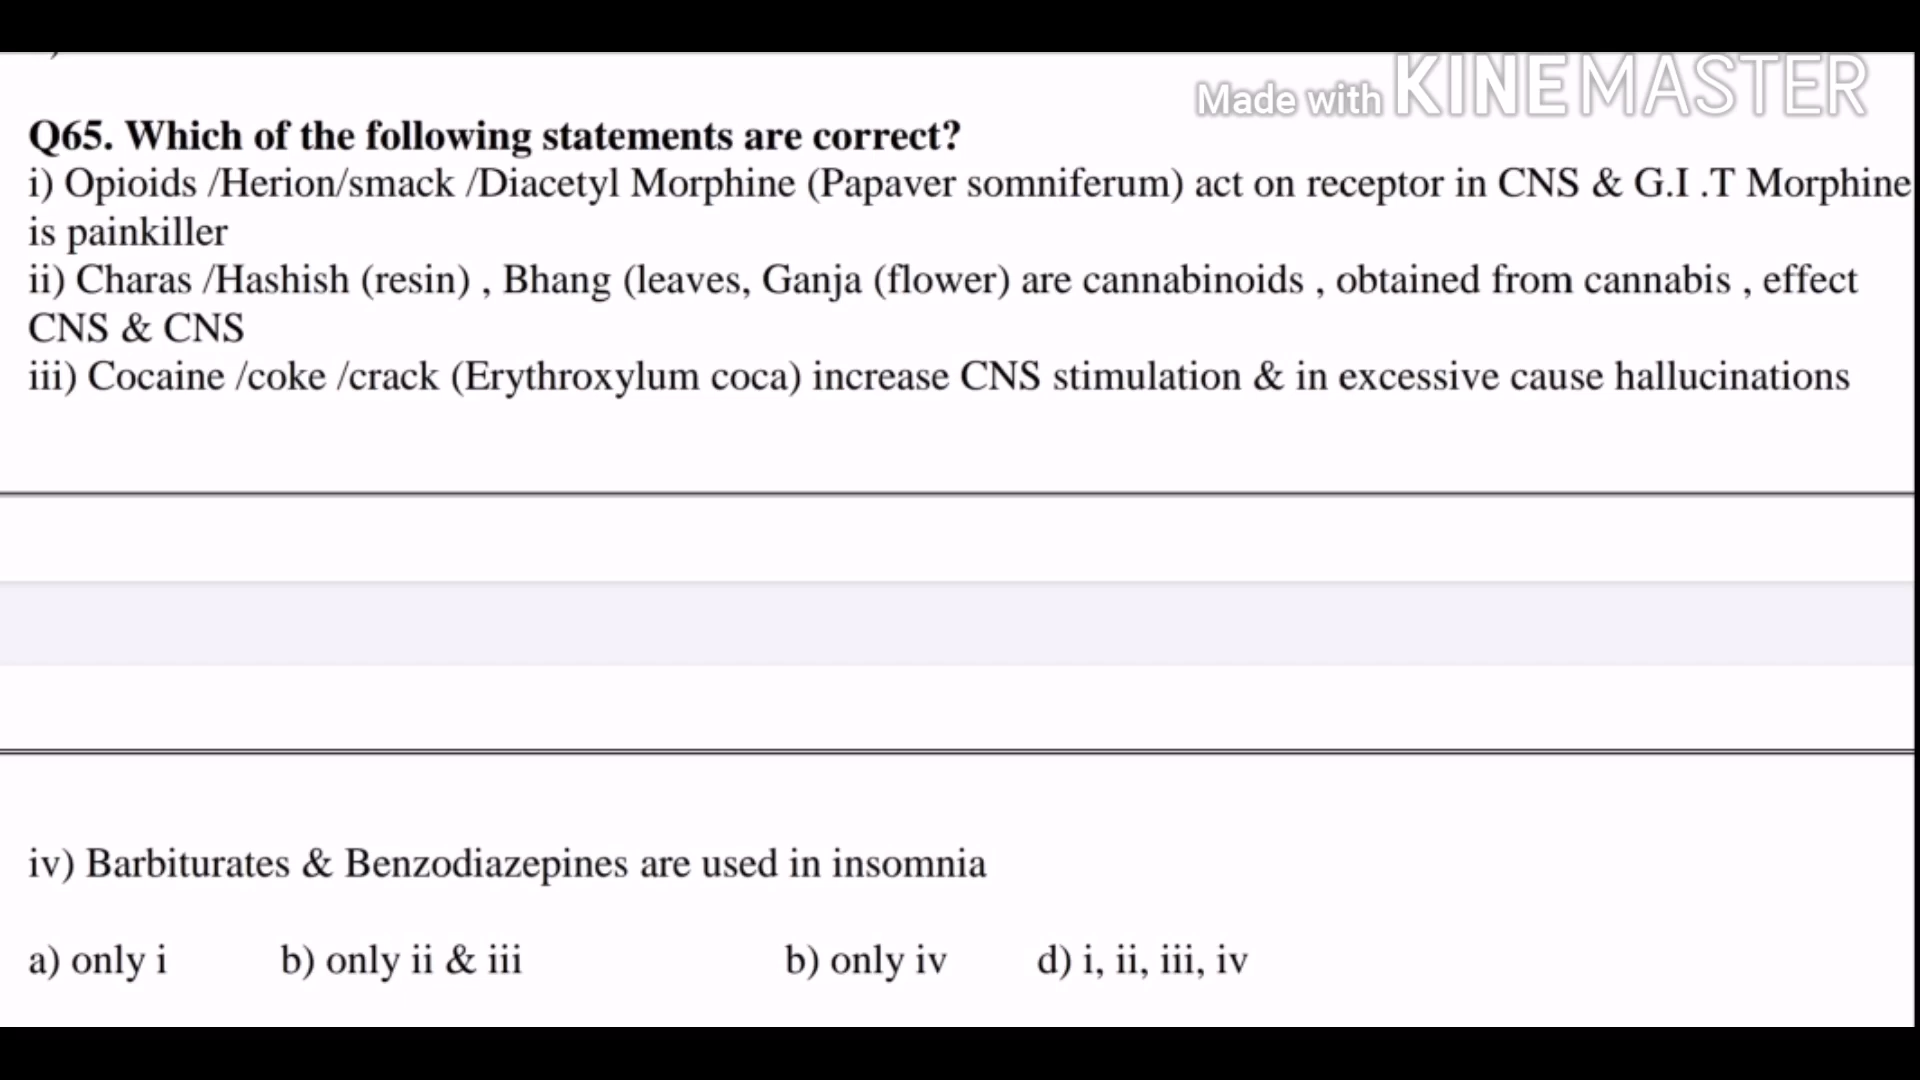 Made with KINEMASTER
Q65. Which of the following statements are correct?
i) Opioids /Herion/smack /Diacetyl Morphine (Papaver somniferum) act on receptor in CNS & G.I .T Morphine
is painkiller
ii) Charas /Hashish (resin) , Bhang (leaves, Ganja (flower) are cannabinoids , obtained from cannabis , effect
CNS & CNS
iii) Cocaine /coke /crack (Erythroxylum coca) increase CNS stimulation & in excessive cause hallucinations
iv) Barbiturates & Benzodiazepines are used in insomnia
a) only i b) only ii & iii b) only iv d) i, ii, iii, iv